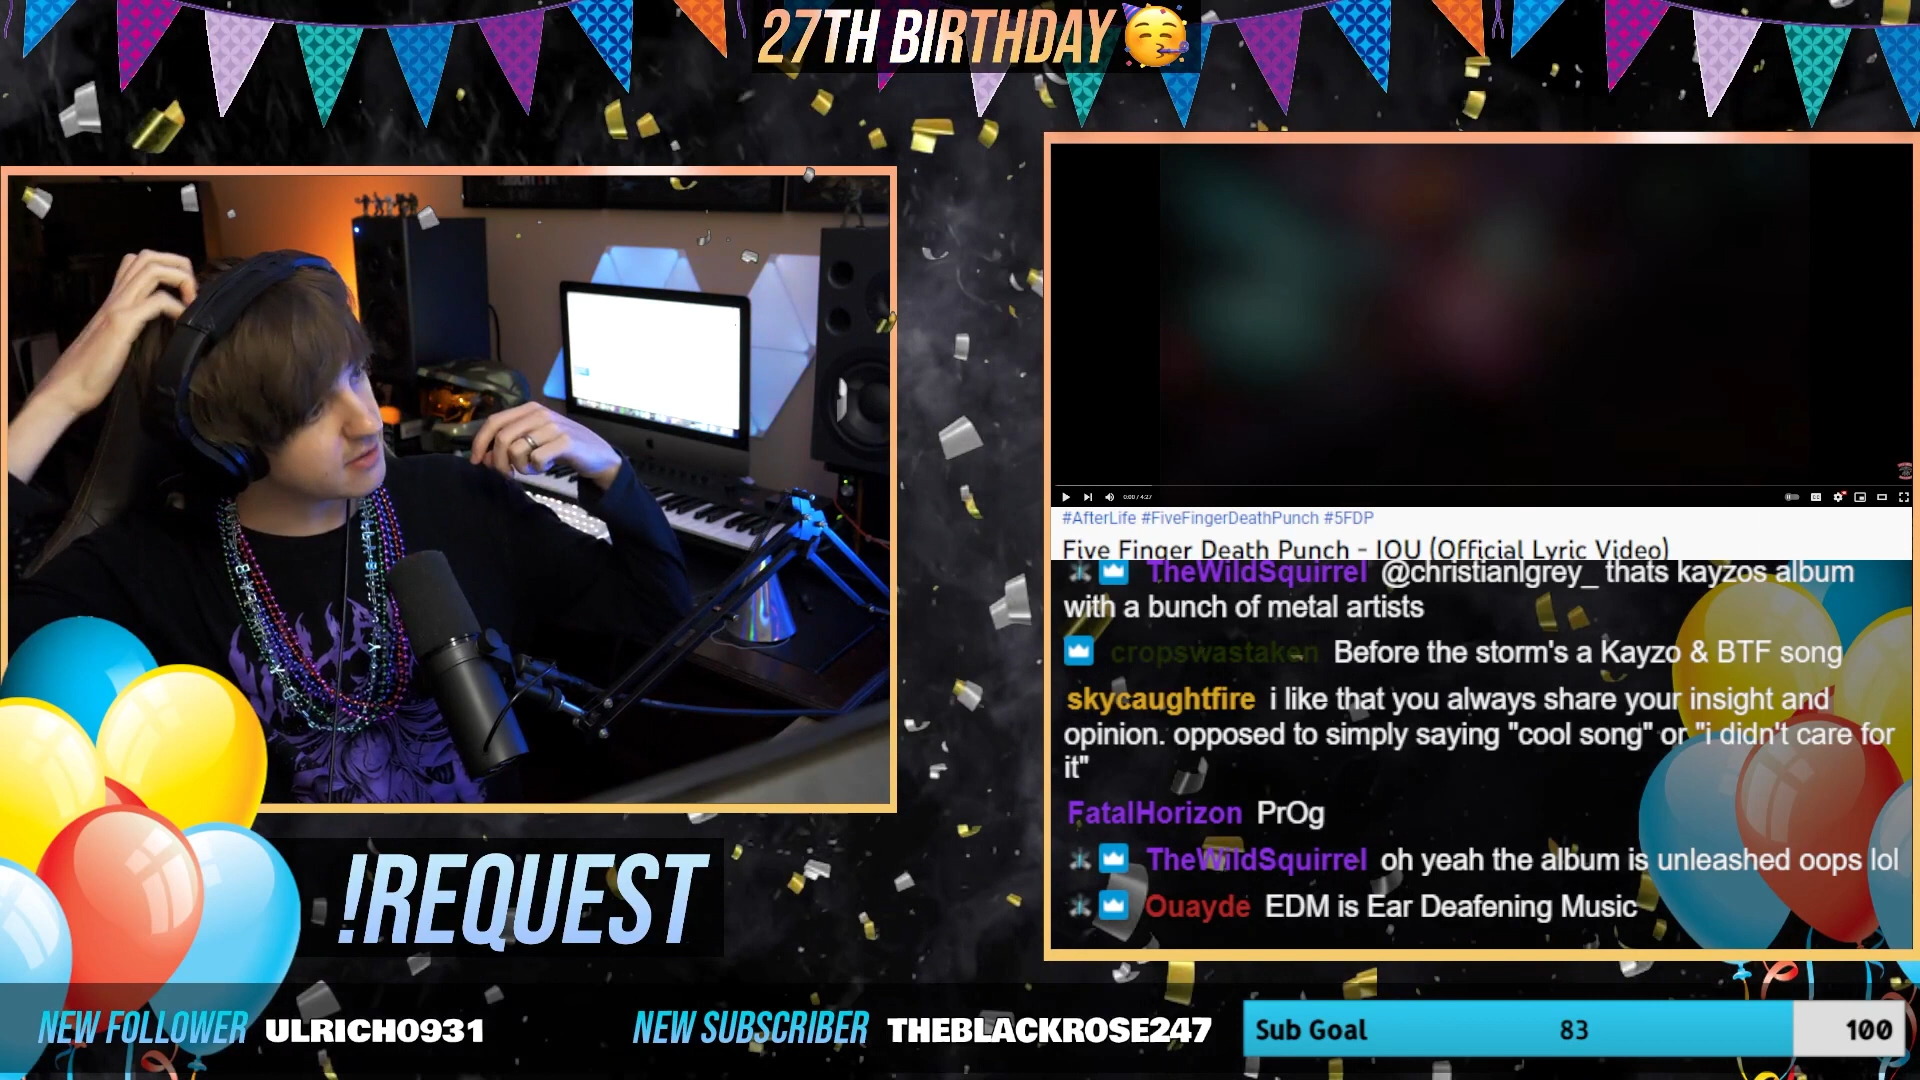 27TH BIRTHDAY
0:00 / 4:27
#AfterLife #FiveFingerDeathPunch #5FDP
Five Finger Death Punch - IOU (Official Lyric Video)
TheWildSquirrel @christianlgrey_ thats kayzos album
with a bunch of metal artists
cropswastaken Before the storm's a Kayzo & BTF song
skycaughtfire i like that you always share your insight and
opinion. opposed to simply saying "cool song" or "i didn't care for
it"
FatalHorizon PrOg
TheWildSquirrel oh yeah the album is unleashed oops lol
Ouayde EDM is Ear Deafening Music
!REQUEST
NEW FOLLOWER ULRICH0931
NEW SUBSCRIBER THEBLACKROSE247
Sub Goal 83 100